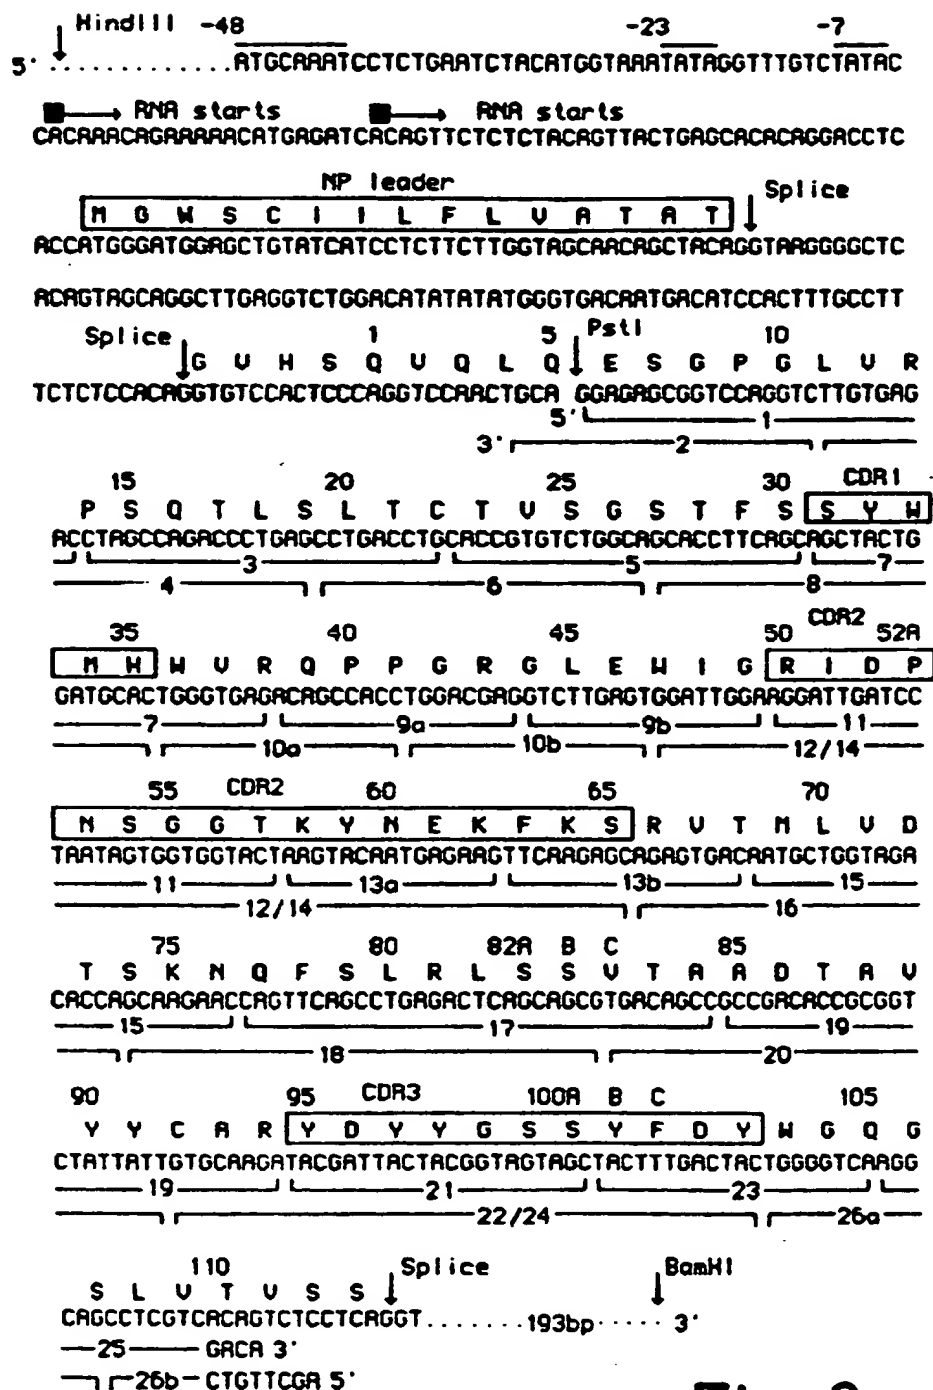 HindIII -48 -23 -7
5'.............ATGCAAATCCTCTGAATCTACATGGTAAATATAGGTTTGTCTATAC
RNA starts RNA starts
CACAAACAGAAAAACATGAGATCACAGTTCTCTCTACAGTTACTGAGCACACAGGACCTC
NP leader Splice
M G W S C I I L F L V A T A T
ACCATGGGATGGAGCTGTATCATCCTCTTCTTGGTAGCAACAGCTACAGGTAAGGGGCTC
ACAGTAGCAGGCTTGAGGTCTGGACATATATATGGGTGACAATGACATCCACTTTGCCTT
Splice 1 5 PstI 10
G V H S Q V Q L Q E S G P G L V R
TCTCTCCACAGGTGTCCACTCCCAGGTCCAACTGCA GGAGAGCGGTCCAGGTCTTGTGAG
5' 1
3' 2
15 20 25 30 CDR1
P S Q T L S L T C T V S G S T F S S Y W
ACCTAGCCAGACCCTGAGCCTGACCTGCACCGTGTCTGGCAGCACCTTCAGCAGCTACTG
3 5 7
4 6 8
35 40 45 50 CDR2 52A
M H W V R Q P P G R G L E W I G R I D P
GATGCACTGGGTGAGACAGCCACCTGGACGAGGTCTTGAGTGGATTGGAAGGATTGATCC
7 9a 9b 11
10a 10b 12/14
55 CDR2 60 65 70
N S G G T K Y N E K F K S R V T M L V D
TAATAGTGGTGGTACTAAGTACAATGAGAAGTTCAAGAGCAGAGTGACAATGCTGGTAGA
11 13a 13b 15
12/14 16
75 80 82A B C 85
T S K N Q F S L R L S S V T A A D T A V
CACCAGCAAGAACCAGTTCAGCCTGAGACTCAGCAGCGTGACAGCCGCCGACACCGCGGT
15 17 19
18 20
90 95 CDR3 100A B C 105
Y Y C A R Y D Y Y G S S Y F D Y W G Q G
CTATTATTGTGCAAGATACGATTACTACGGTAGTAGCTACTTTGACTACTGGGGTCAAGG
19 21 23
22/24 26a
110 Splice BamHI
S L V T V S S
CAGCCTCGTCACAGTCTCCTCAGGT.......193bp..... 3'
25 GACA 3'
26b CTGTTCGA 5'